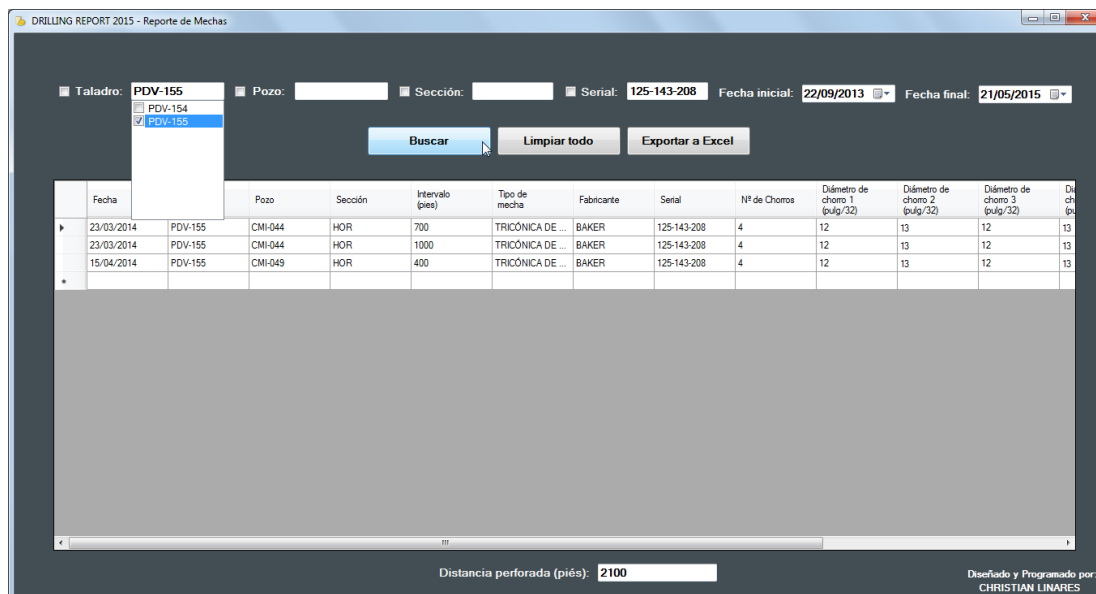 DRILLING REPORT 2015 - Reporte de Mechas
Taladro: PDV-155 Pozo: Sección: Serial: 125-143-208 Fecha inicial: 22/09/2013 Fecha final: 21/05/2015
PDV-154
PDV-155
Buscar Limpiar todo Exportar a Excel
Fecha Pozo Sección Intervalo (pies) Tipo de mecha Fabricante Serial Nº de Chorros Diámetro de chorro 1 (pulg/32) Diámetro de chorro 2 (pulg/32) Diámetro de chorro 3 (pulg/32)
23/03/2014 PDV-155 CMI-044 HOR 700 TRICÓNICA DE ... BAKER 125-143-208 4 12 13 12 13
23/03/2014 PDV-155 CMI-044 HOR 1000 TRICÓNICA DE ... BAKER 125-143-208 4 12 13 12 13
15/04/2014 PDV-155 CMI-049 HOR 400 TRICÓNICA DE ... BAKER 125-143-208 4 12 13 12 13
Distancia perforada (piés): 2100
Diseñado y Programado por:
CHRISTIAN LINARES